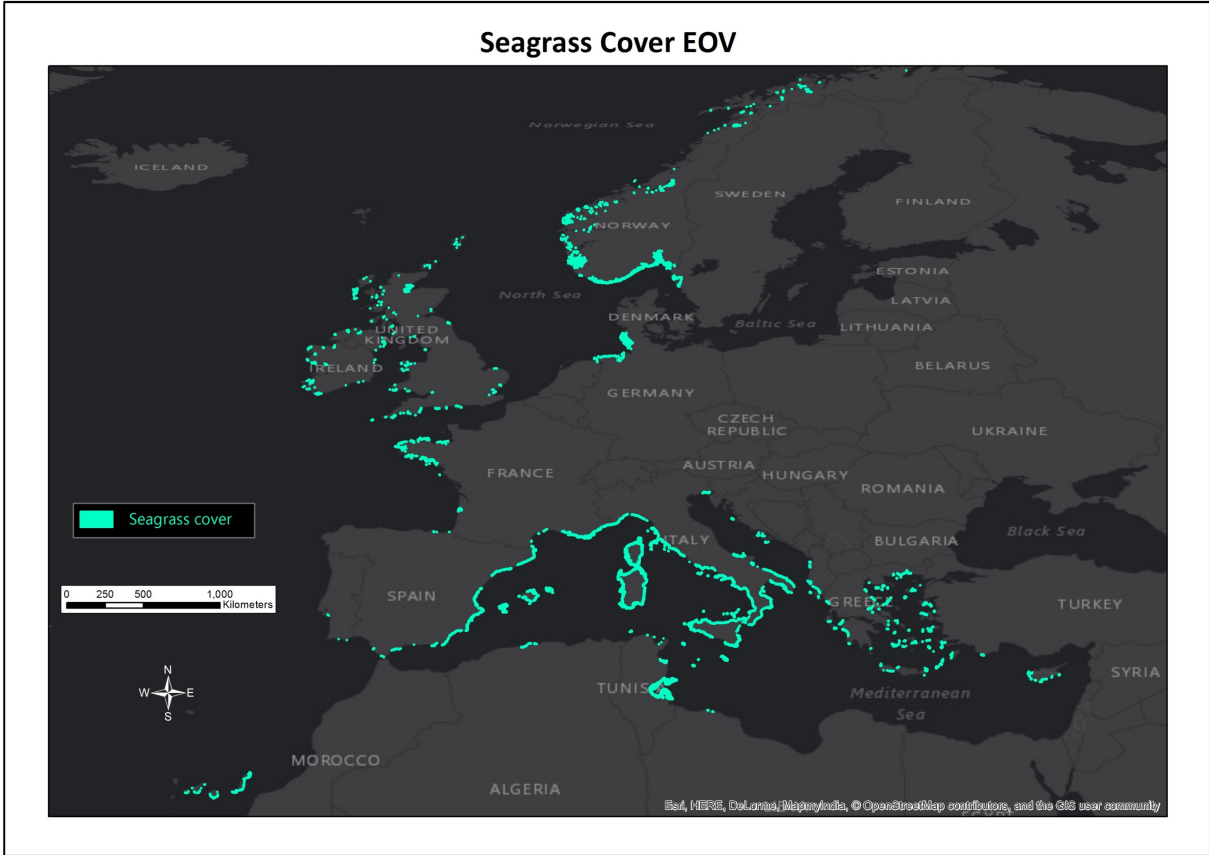 Seagrass Cover EOV
Norwegian Sea
ICELAND
SWEDEN
FINLAND
NORWAY
ESTONIA
North Sea
LATVIA
DENMARK
Baltic Sea
LITHUANIA
UNITED
KINGDOM
IRELAND
BELARUS
GERMANY
CZECH
REPUBLIC
UKRAINE
FRANCE
AUSTRIA
HUNGARY
ROMANIA
Seagrass cover
Black Sea
ITALY
BULGARIA
0 250 500 1,000
Kilometers
SPAIN
GREECE
TURKEY
N
W E
S
SYRIA
TUNISI
Mediterranean
Sea
MOROCCO
ALGERIA
Esri, HERE, DeLorme, MapmyIndia, © OpenStreetMap contributors, and the GIS user community